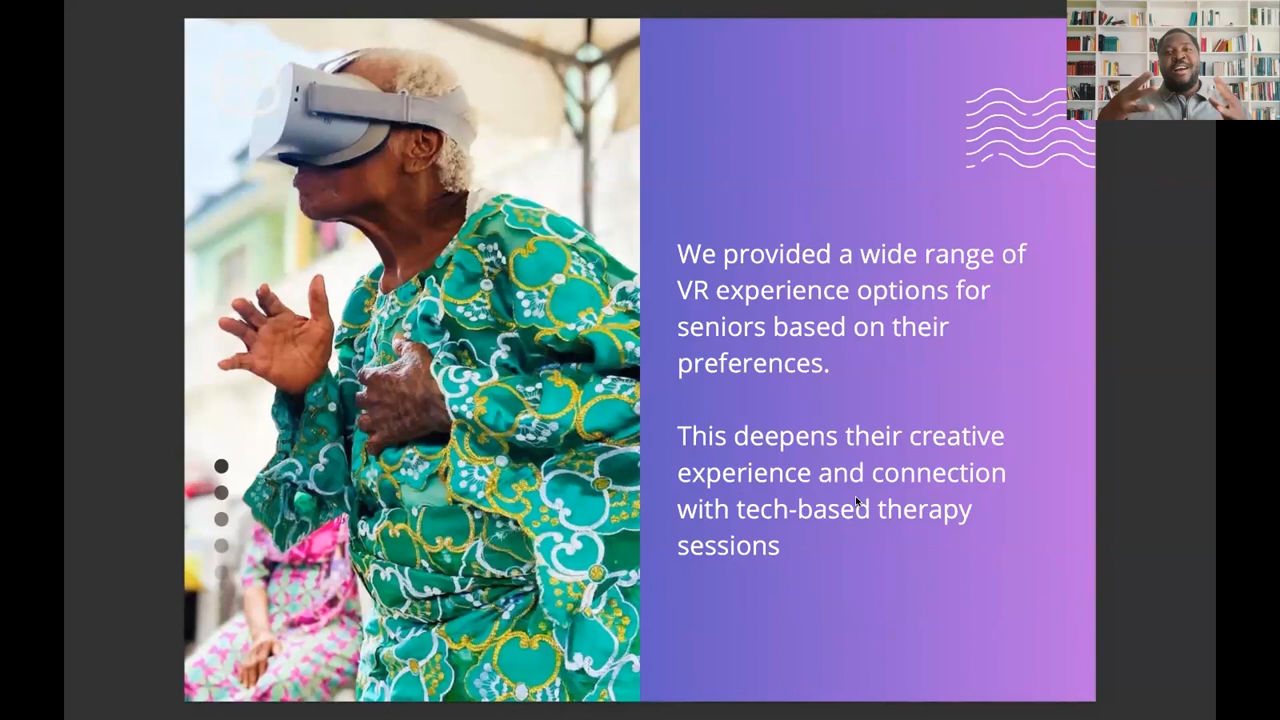 We provided a wide range of
VR experience options for
seniors based on their
preferences.
This deepens their creative
experience and connection
with tech-based therapy
sessions